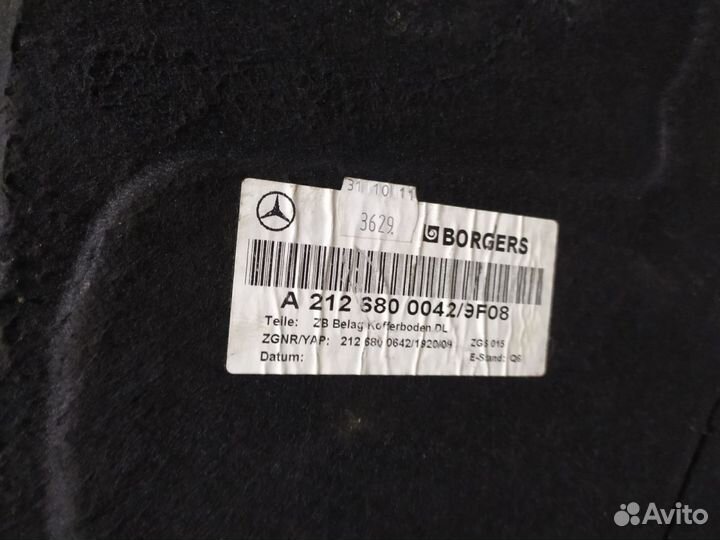 31 10 11
3629
BORGERS
A 212 680 0042/9F08
Teile: ZB Belag Kofferboden DL
ZGNR/YAP: 212 680 0642/1920/09 ZGS 015
Datum: E-Stand: Q6
Avito